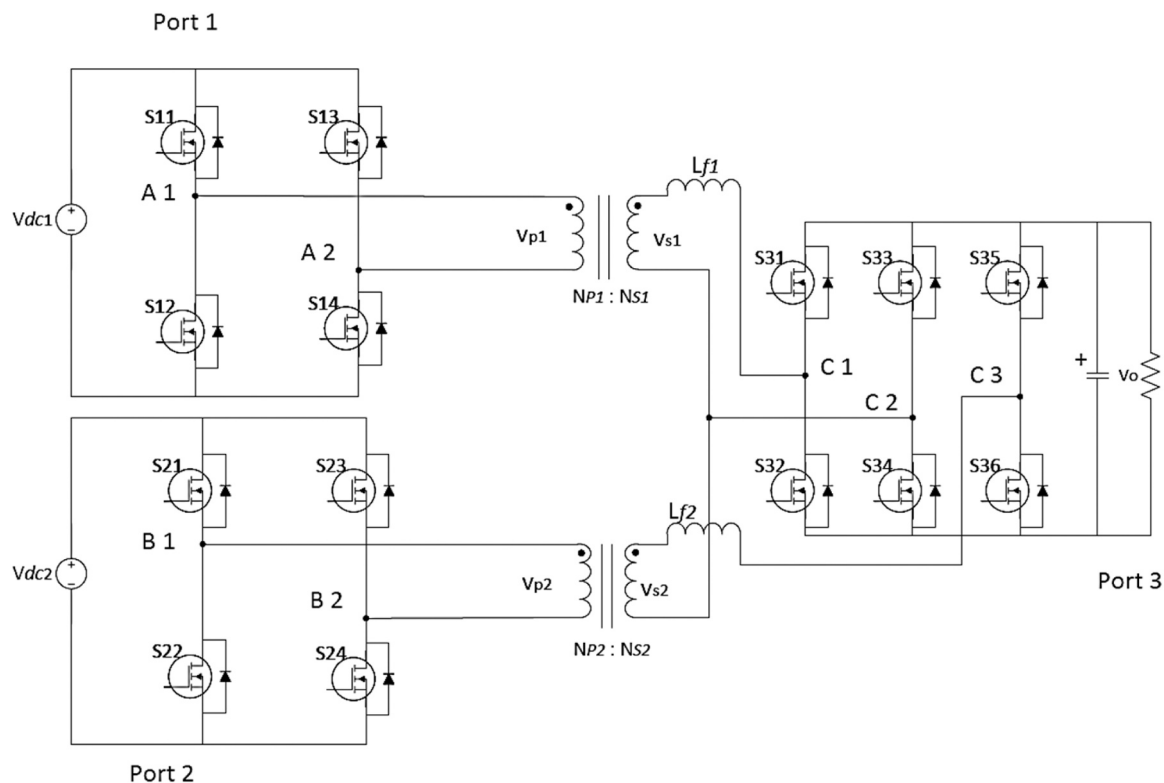 Port 1
S11
S13
A 1
Vdc1
+
−
A 2
S12
S14
Vp1
Vs1
NP1 : NS1
Lf1
S31
S33
S35
C 1
C 2
C 3
+
Vo
S32
S34
S36
Port 3
S21
S23
B 1
Vdc2
+
−
B 2
S22
S24
Vp2
Vs2
NP2 : NS2
Lf2
Port 2